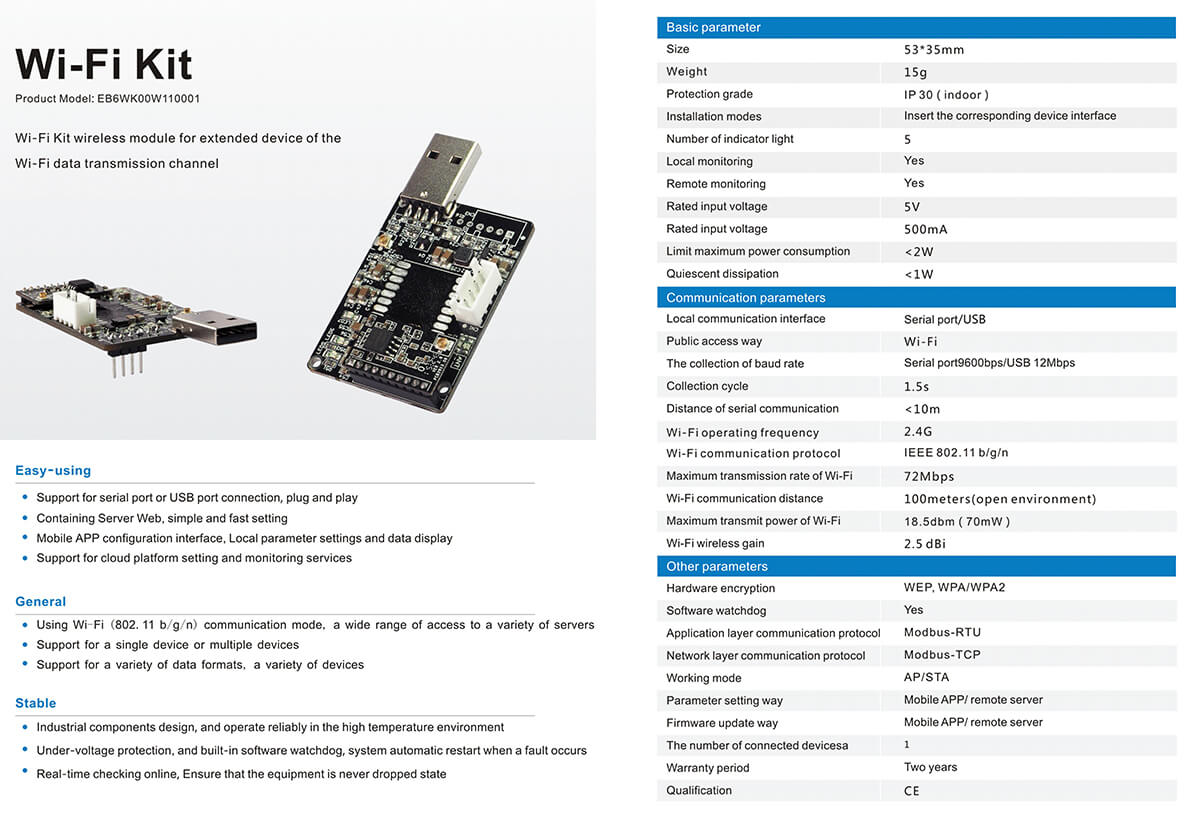 Wi-Fi Kit
Product Model: EB6WK00W110001
Wi-Fi Kit wireless module for extended device of the
Wi-Fi data transmission channel
Easy-using
Support for serial port or USB port connection, plug and play
Containing Server Web, simple and fast setting
Mobile APP configuration interface, Local parameter settings and data display
Support for cloud platform setting and monitoring services
General
Using Wi-Fi (802. 11 b/g/n) communication mode, a wide range of access to a variety of servers
Support for a single device or multiple devices
Support for a variety of data formats, a variety of devices
Stable
Industrial components design, and operate reliably in the high temperature environment
Under-voltage protection, and built-in software watchdog, system automatic restart when a fault occurs
Real-time checking online, Ensure that the equipment is never dropped state
Basic parameter
Size 53*35mm
Weight 15g
Protection grade IP 30 ( indoor )
Installation modes Insert the corresponding device interface
Number of indicator light 5
Local monitoring Yes
Remote monitoring Yes
Rated input voltage 5V
Rated input voltage 500mA
Limit maximum power consumption <2W
Quiescent dissipation <1W
Communication parameters
Local communication interface Serial port/USB
Public access way Wi-Fi
The collection of baud rate Serial port9600bps/USB 12Mbps
Collection cycle 1.5s
Distance of serial communication <10m
Wi-Fi operating frequency 2.4G
Wi-Fi communication protocol IEEE 802.11 b/g/n
Maximum transmission rate of Wi-Fi 72Mbps
Wi-Fi communication distance 100meters(open environment)
Maximum transmit power of Wi-Fi 18.5dbm ( 70mW )
Wi-Fi wireless gain 2.5 dBi
Other parameters
Hardware encryption WEP, WPA/WPA2
Software watchdog Yes
Application layer communication protocol Modbus-RTU
Network layer communication protocol Modbus-TCP
Working mode AP/STA
Parameter setting way Mobile APP/ remote server
Firmware update way Mobile APP/ remote server
The number of connected devicesa 1
Warranty period Two years
Qualification CE